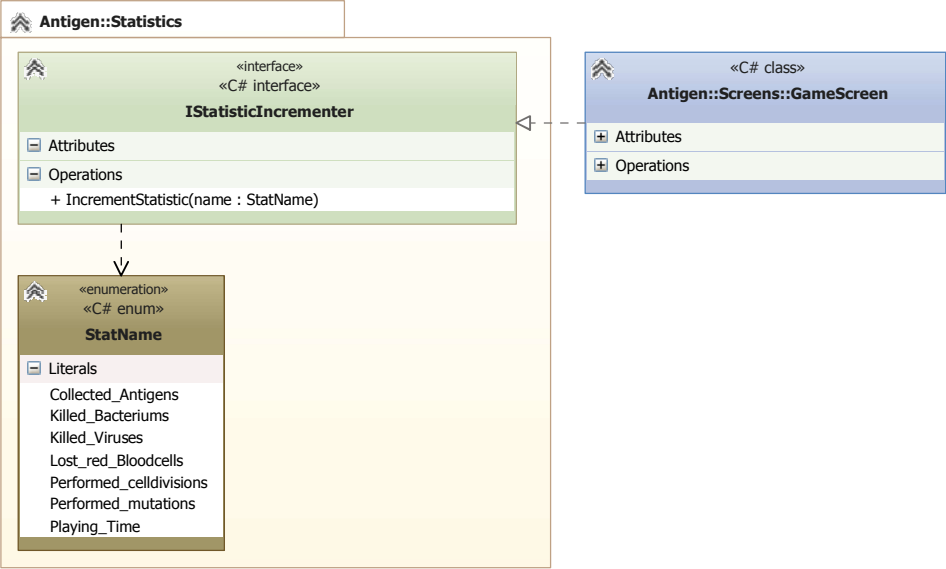 Antigen::Statistics
«interface»
«C# interface»
IStatisticIncrementer
Attributes
Operations
+ IncrementStatistic(name : StatName)
«C# class»
Antigen::Screens::GameScreen
Attributes
Operations
«enumeration»
«C# enum»
StatName
Literals
Collected_Antigens
Killed_Bacteriums
Killed_Viruses
Lost_red_Bloodcells
Performed_celldivisions
Performed_mutations
Playing_Time